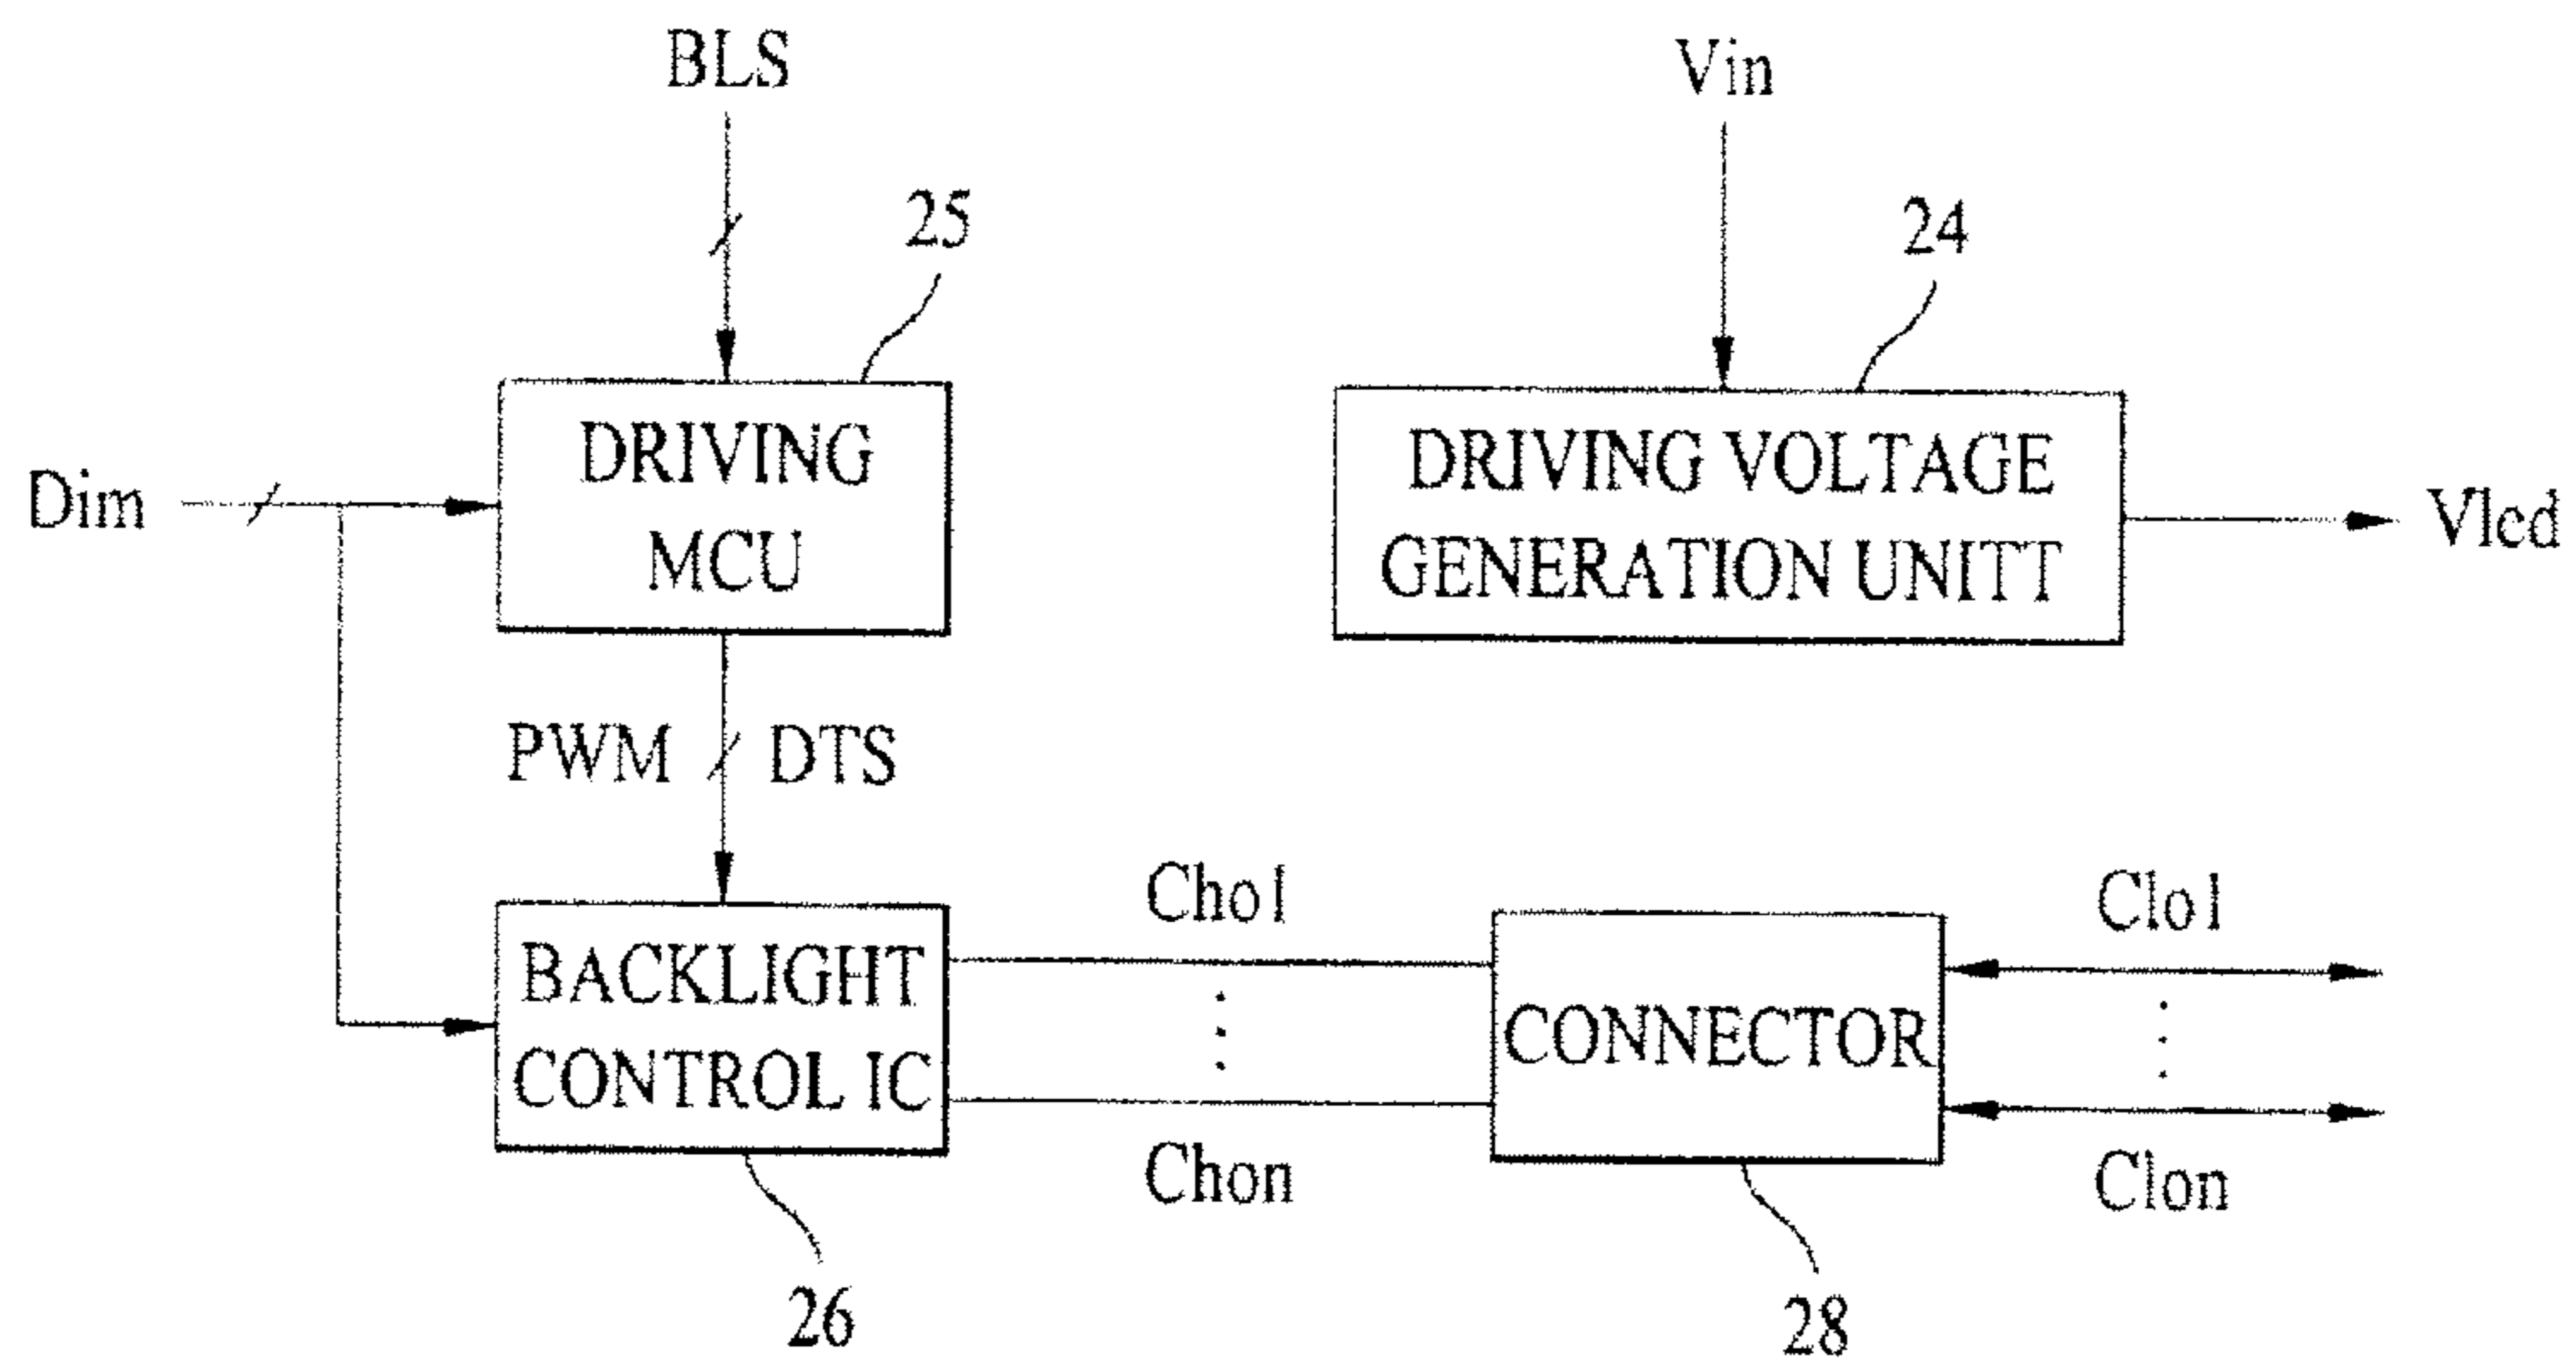 BLS
Vin
25
24
Dim
DRIVING
MCU
DRIVING VOLTAGE
GENERATION UNITT
Vled
PWM
DTS
BACKLIGHT
CONTROL IC
Cho1
Chon
CONNECTOR
Clo1
Clon
26
28